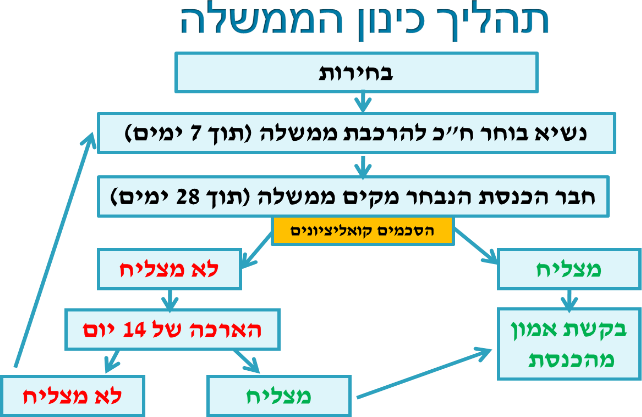 תהליך כינון הממשלה
בחירות
נשיא בוחר ח"כ להרכבת ממשלה (תוך 7 ימים)
חבר הכנסת הנבחר מקים ממשלה (תוך 28 ימים)
הסכמים קואליציונים
לא מצליח
מצליח
הארכה של 14 יום
בקשת אמון
מהכנסת
לא מצליח
מצליח